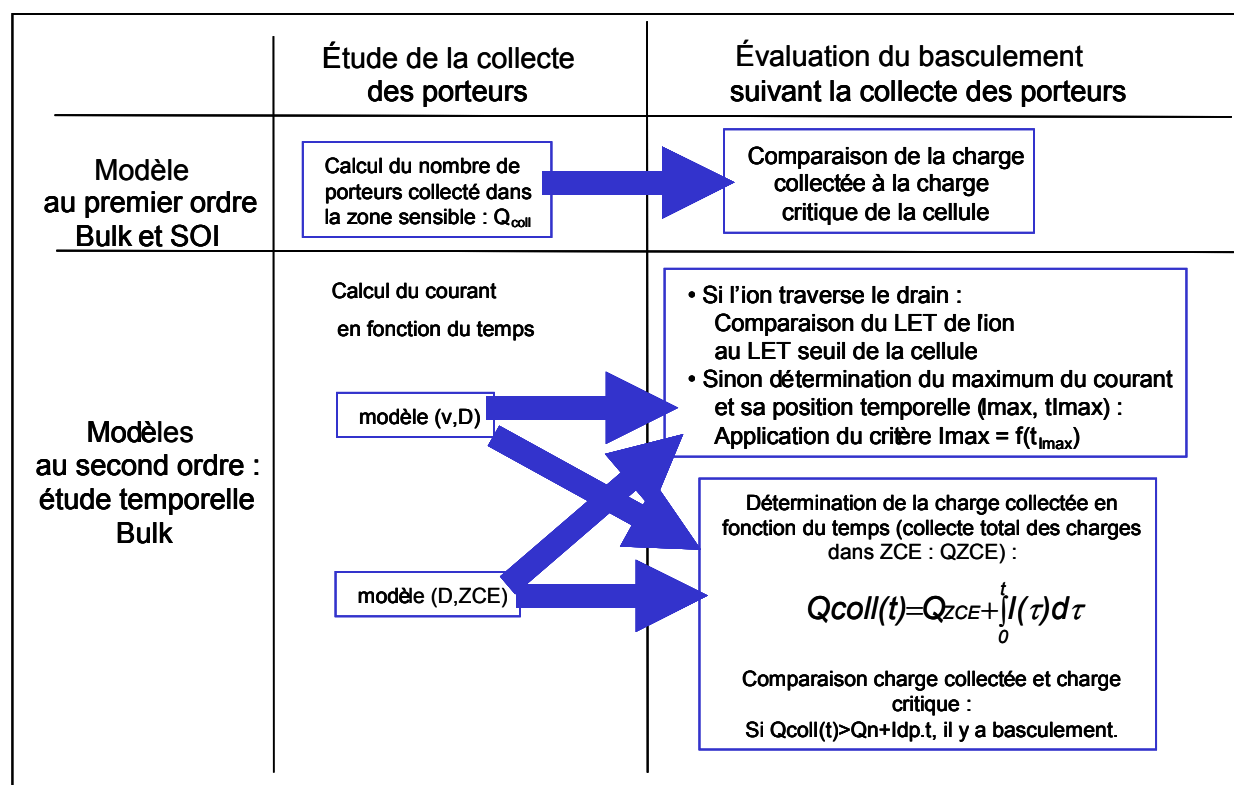 Étude de la collecte
des porteurs
Évaluation du basculement
suivant la collecte des porteurs
Modèle
au premier ordre
Bulk et SOI
Calcul du nombre de
porteurs collecté dans
la zone sensible : Qcoll
Comparaison de la charge
collectée à la charge
critique de la cellule
Modèles
au second ordre :
étude temporelle
Bulk
Calcul du courant
en fonction du temps
modèle (v,D)
modèle (D,ZCE)
• Si l'ion traverse le drain :
Comparaison du LET de l'ion
au LET seuil de la cellule
• Sinon détermination du maximum du courant
et sa position temporelle (Imax, tImax) :
Application du critère Imax = f(tImax)
Détermination de la charge collectée en
fonction du temps (collecte total des charges
dans ZCE : QZCE) :
Qcoll(t)=QZCE+∫0t I(τ)dτ
Comparaison charge collectée et charge
critique :
Si Qcoll(t)>Qn+Idp.t, il y a basculement.